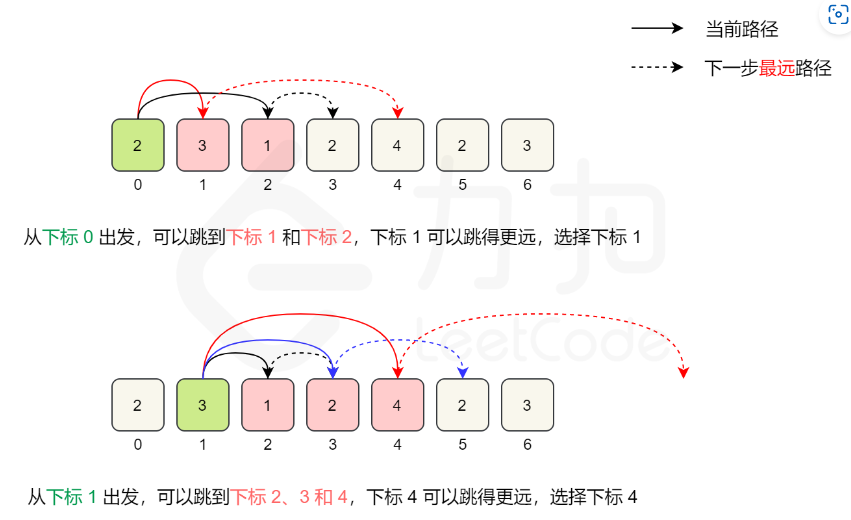 当前路径
下一步最远路径
2 3 1 2 4 2 3
0 1 2 3 4 5 6
从下标 0 出发，可以跳到下标 1 和下标 2，下标 1 可以跳得更远，选择下标 1
力扣
LeetCode
2 3 1 2 4 2 3
0 1 2 3 4 5 6
从下标 1 出发，可以跳到下标 2、3 和 4，下标 4 可以跳得更远，选择下标 4